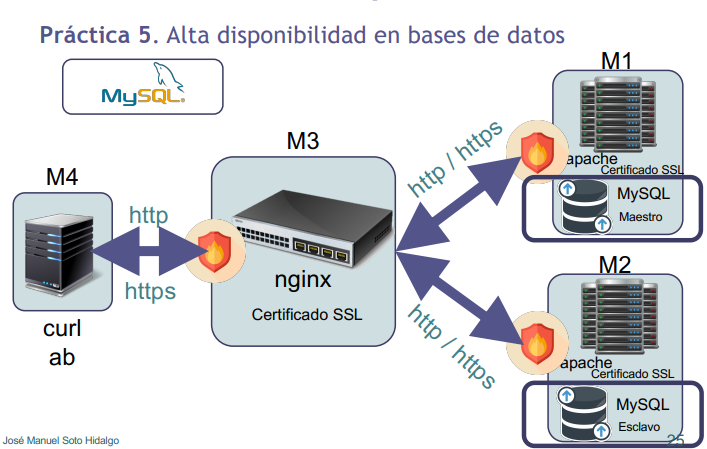 Práctica 5. Alta disponibilidad en bases de datos
MySQL®
M1
M3
M4
http / https
apache
Certificado SSL
MySQL
Maestro
http
https
nginx
Certificado SSL
M2
curl
ab
http / https
apache
Certificado SSL
MySQL
Esclavo
José Manuel Soto Hidalgo
25